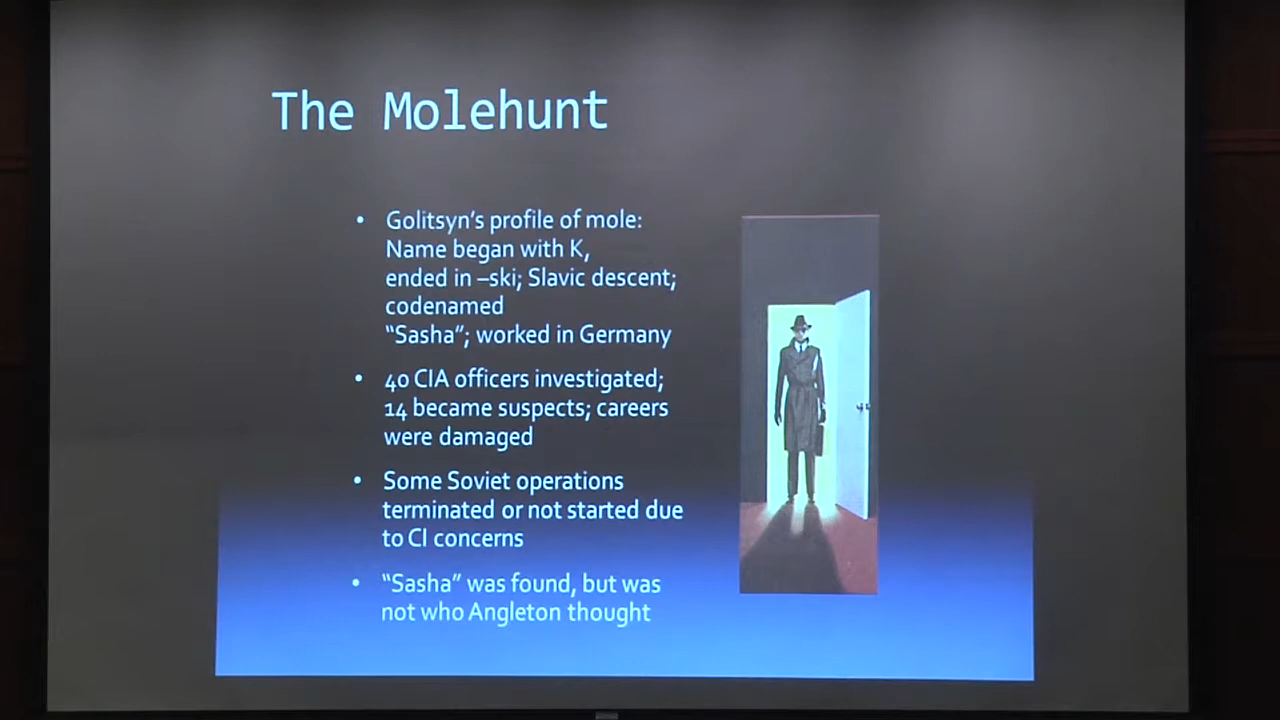 The Molehunt
• Golitsyn's profile of mole:
Name began with K,
ended in –ski; Slavic descent;
codenamed
“Sasha”; worked in Germany
• 40 CIA officers investigated;
14 became suspects; careers
were damaged
• Some Soviet operations
terminated or not started due
to CI concerns
• “Sasha” was found, but was
not who Angleton thought